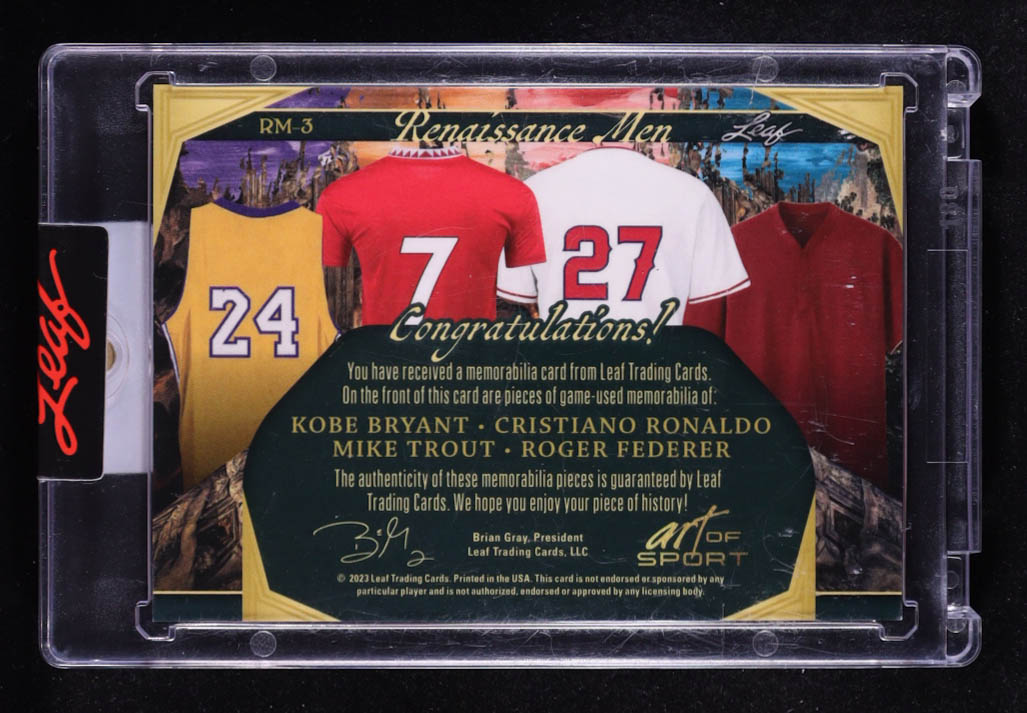 RM-3
Renaissance Men
Leaf
24
7
27
Leaf
Congratulations!
You have received a memorabilia card from Leaf Trading Cards.
On the front of this card are pieces of game-used memorabilia of:
KOBE BRYANT · CRISTIANO RONALDO
MIKE TROUT · ROGER FEDERER
The authenticity of these memorabilia pieces is guaranteed by Leaf
Trading Cards. We hope you enjoy your piece of history!
Brian Gray, President
Leaf Trading Cards, LLC
art OF
SPORT
© 2023 Leaf Trading Cards. Printed in the USA. This card is not endorsed or sponsored by any
particular player and is not authorized, endorsed or approved by any licensing body.